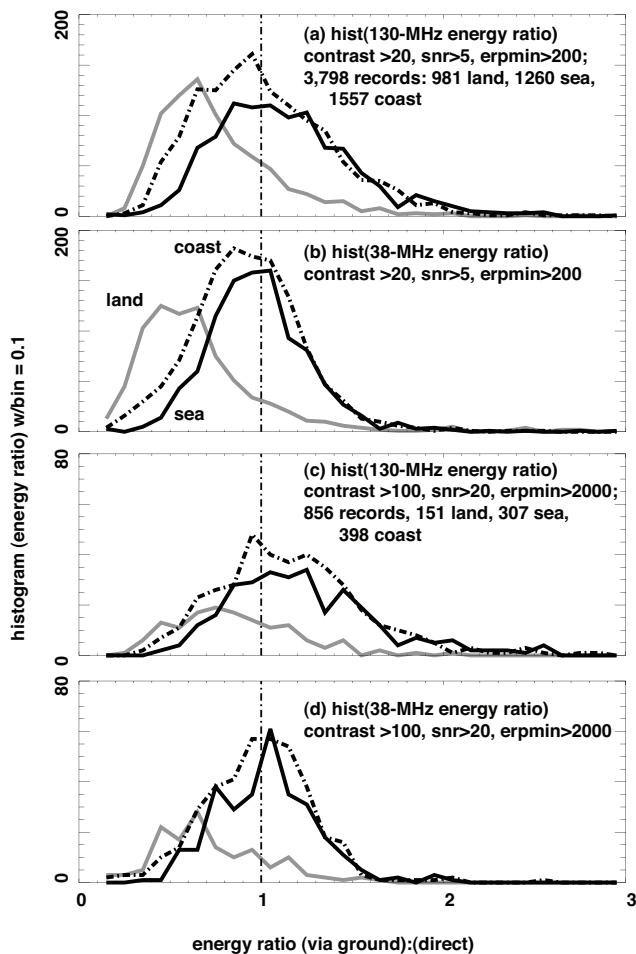 200
(a) hist(130-MHz energy ratio)
contrast >20, snr>5, erpmin>200;
3,798 records: 981 land, 1260 sea,
1557 coast
0
200
coast
(b) hist(38-MHz energy ratio)
contrast >20, snr>5, erpmin>200
land
sea
0
histogram (energy ratio) w/bin = 0.1
80
(c) hist(130-MHz energy ratio)
contrast >100, snr>20, erpmin>2000;
856 records, 151 land, 307 sea,
398 coast
0
80
(d) hist(38-MHz energy ratio)
contrast >100, snr>20, erpmin>2000
0
0 1 2 3
energy ratio (via ground):(direct)